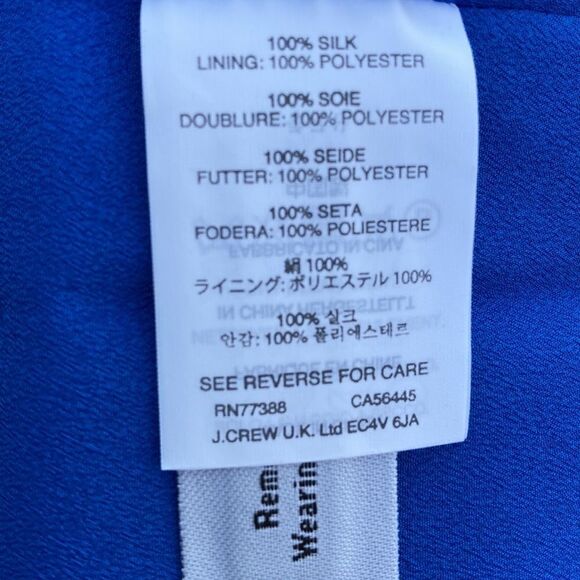 100% SILK
LINING: 100% POLYESTER
100% SOIE
DOUBLURE: 100% POLYESTER
100% SEIDE
FUTTER: 100% POLYESTER
100% SETA
FODERA: 100% POLIESTERE
絹 100%
ライニング: ポリエステル 100%
100% 실크
안감: 100% 폴리에스테르
SEE REVERSE FOR CARE
RN77388 CA56445
J.CREW U.K. Ltd EC4V 6JA